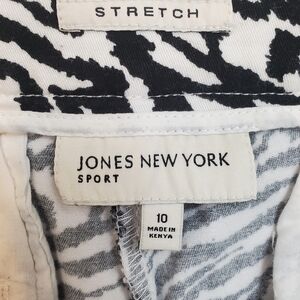 STRETCH
JONES NEW YORK
SPORT
10
MADE IN
KENYA